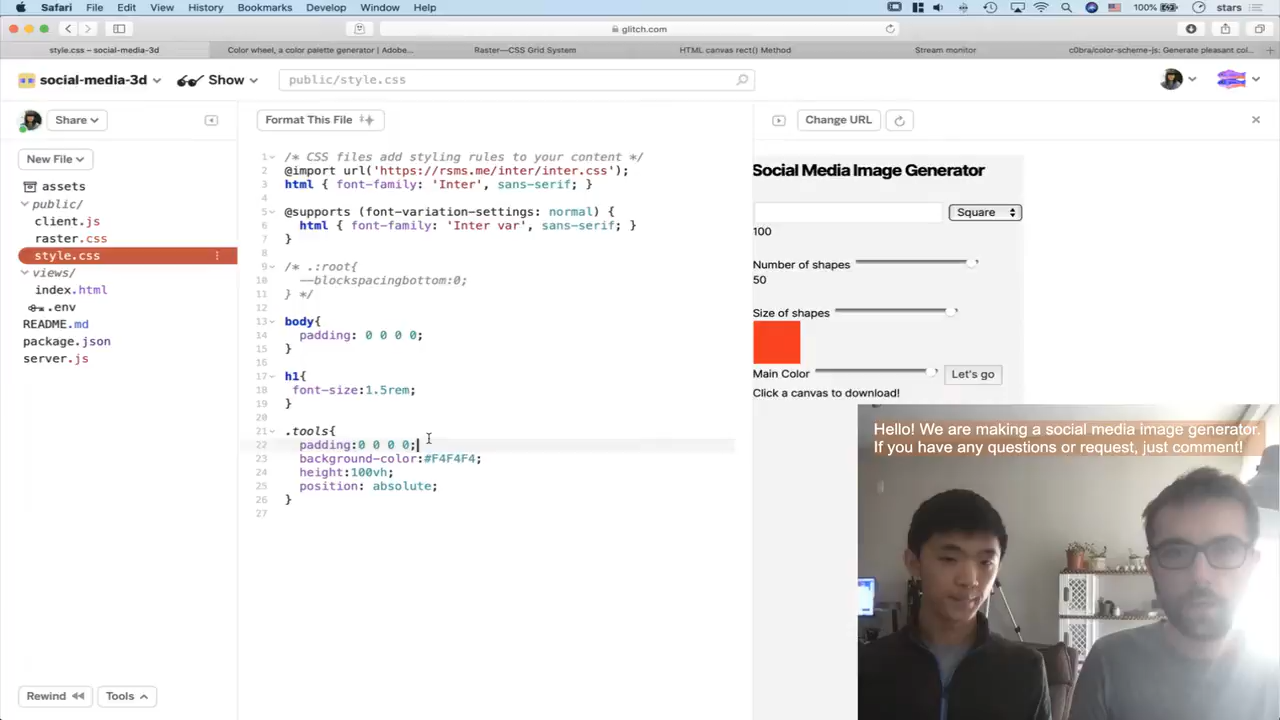 Safari File Edit View History Bookmarks Develop Window Help 100% stars
glitch.com
style.css – social-media-3d
Color wheel, a color palette generator | Adobe...
Raster—CSS Grid System
HTML canvas rect() Method
Stream monitor
c0bra/color-scheme-js: Generate pleasant col...
social-media-3d Show public/style.css
Share
Format This File
Change URL
New File
assets
public/
client.js
raster.css
style.css
views/
index.html
.env
README.md
package.json
server.js
1 /* CSS files add styling rules to your content */
2 @import url('https://rsms.me/inter/inter.css');
3 html { font-family: 'Inter', sans-serif; }
4
5 @supports (font-variation-settings: normal) {
6 html { font-family: 'Inter var', sans-serif; }
7 }
8
9 /* .:root{
10 --blockspacingbottom:0;
11 } */
12
13 body{
14 padding: 0 0 0 0;
15 }
16
17 h1{
18 font-size:1.5rem;
19 }
20
21 .tools{
22 padding:0 0 0 0;
23 background-color:#F4F4F4;
24 height:100vh;
25 position: absolute;
26 }
27
Social Media Image Generator
Square
100
Number of shapes
50
Size of shapes
Main Color Let's go
Click a canvas to download!
Hello! We are making a social media image generator.
If you have any questions or request, just comment!
Rewind Tools